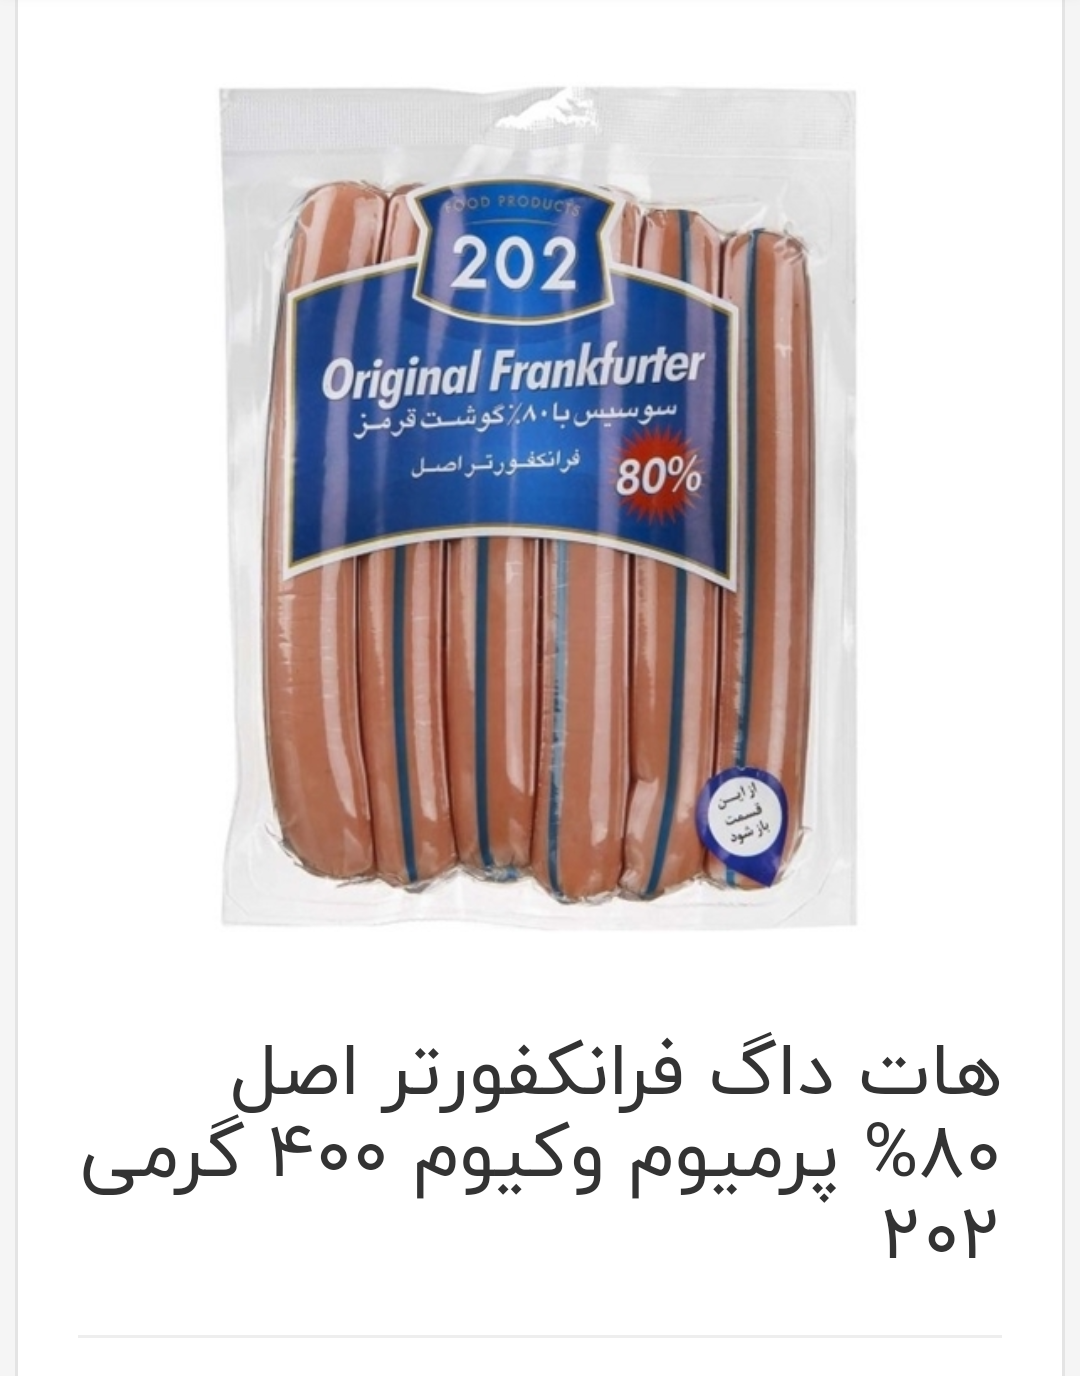 FOOD PRODUCTS
202
Original Frankfurter
سوسیس با ۸۰٪ گوشت قرمز
فرانکفورتر اصل
80%
از این
قسمت
باز شود
هات داگ فرانکفورتر اصل
۸۰% پرمیوم وکیوم ۴۰۰ گرمی
۲۰۲